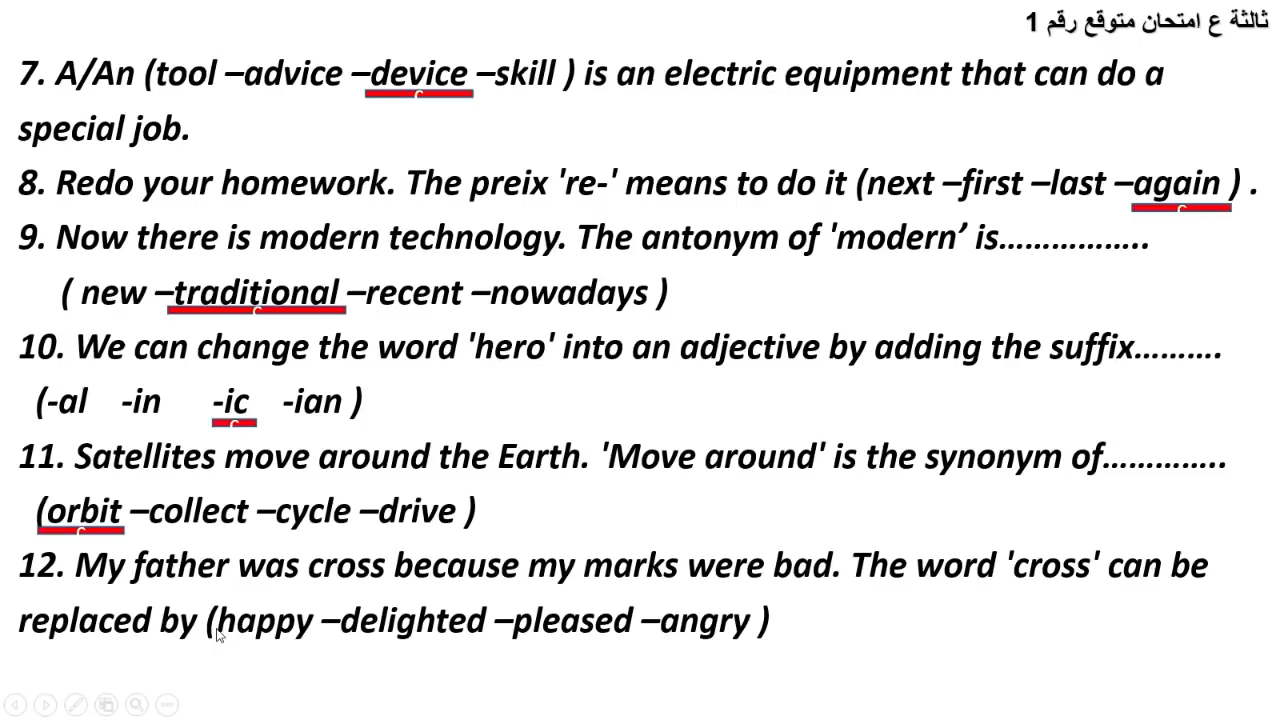 ثالثة ع امتحان متوقع رقم 1
7. A/An (tool –advice –device –skill ) is an electric equipment that can do a
special job.
8. Redo your homework. The preix 're-' means to do it (next –first –last –again ) .
9. Now there is modern technology. The antonym of 'modern’ is……………..
( new –traditional –recent –nowadays )
10. We can change the word 'hero' into an adjective by adding the suffix……….
(-al -in -ic -ian )
11. Satellites move around the Earth. 'Move around' is the synonym of…………..
(orbit –collect –cycle –drive )
12. My father was cross because my marks were bad. The word 'cross' can be
replaced by (happy –delighted –pleased –angry )